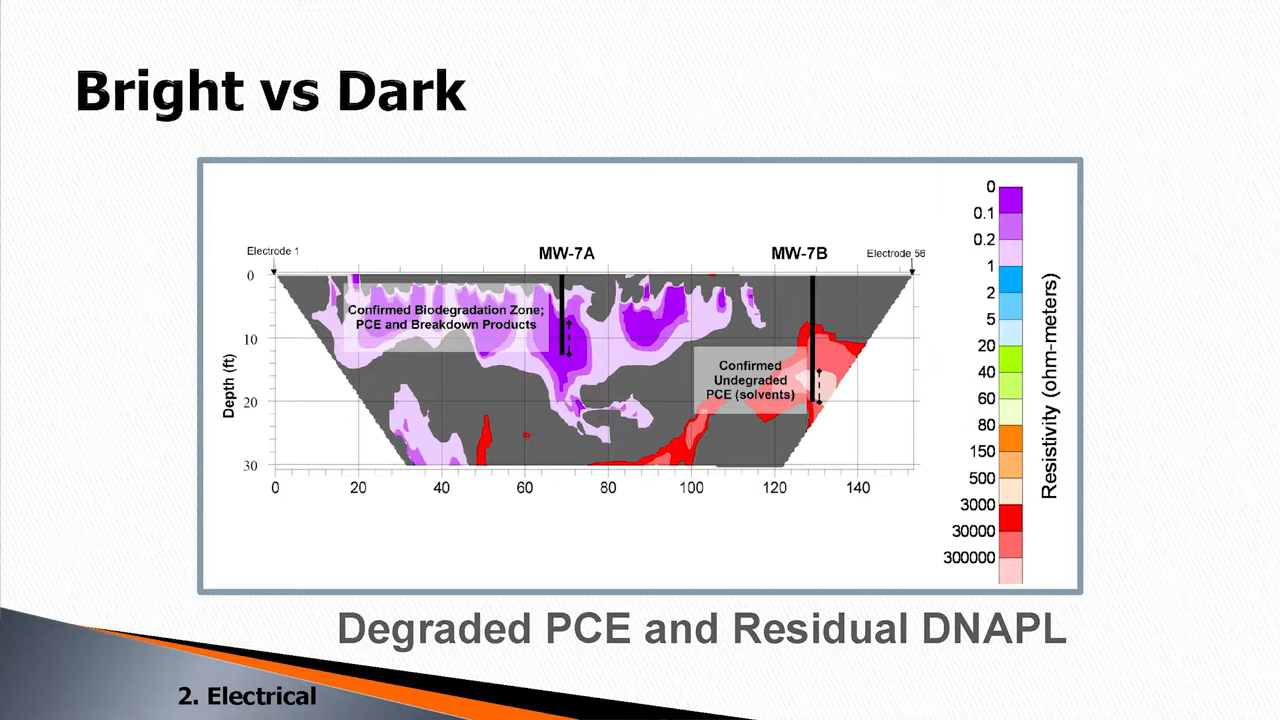 Bright vs Dark
MW-7A
MW-7B
Electrode 1
Electrode 56
Depth (ft)
0
10
20
30
0
20
40
60
80
100
120
140
Confirmed Biodegradation Zone;
PCE and Breakdown Products
Confirmed
Undegraded
PCE (solvents)
0
0.1
0.2
1
2
5
20
40
60
80
150
500
3000
30000
300000
Resistivity (ohm-meters)
Degraded PCE and Residual DNAPL
2. Electrical